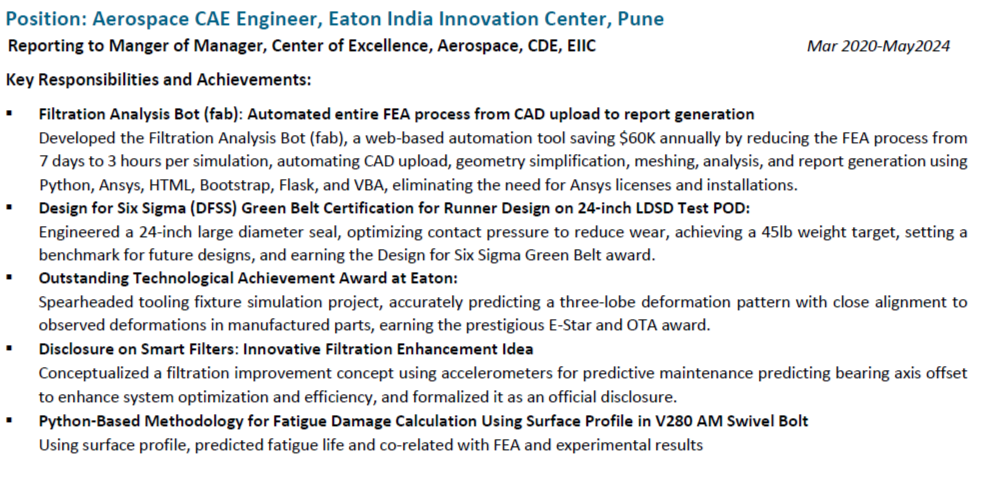 Position: Aerospace CAE Engineer, Eaton India Innovation Center, Pune
Reporting to Manger of Manager, Center of Excellence, Aerospace, CDE, EIIC Mar 2020-May2024
Key Responsibilities and Achievements:
▪ Filtration Analysis Bot (fab): Automated entire FEA process from CAD upload to report generation
Developed the Filtration Analysis Bot (fab), a web-based automation tool saving $60K annually by reducing the FEA process from
7 days to 3 hours per simulation, automating CAD upload, geometry simplification, meshing, analysis, and report generation using
Python, Ansys, HTML, Bootstrap, Flask, and VBA, eliminating the need for Ansys licenses and installations.
▪ Design for Six Sigma (DFSS) Green Belt Certification for Runner Design on 24-inch LDSD Test POD:
Engineered a 24-inch large diameter seal, optimizing contact pressure to reduce wear, achieving a 45lb weight target, setting a
benchmark for future designs, and earning the Design for Six Sigma Green Belt award.
▪ Outstanding Technological Achievement Award at Eaton:
Spearheaded tooling fixture simulation project, accurately predicting a three-lobe deformation pattern with close alignment to
observed deformations in manufactured parts, earning the prestigious E-Star and OTA award.
▪ Disclosure on Smart Filters: Innovative Filtration Enhancement Idea
Conceptualized a filtration improvement concept using accelerometers for predictive maintenance predicting bearing axis offset
to enhance system optimization and efficiency, and formalized it as an official disclosure.
▪ Python-Based Methodology for Fatigue Damage Calculation Using Surface Profile in V280 AM Swivel Bolt
Using surface profile, predicted fatigue life and co-related with FEA and experimental results